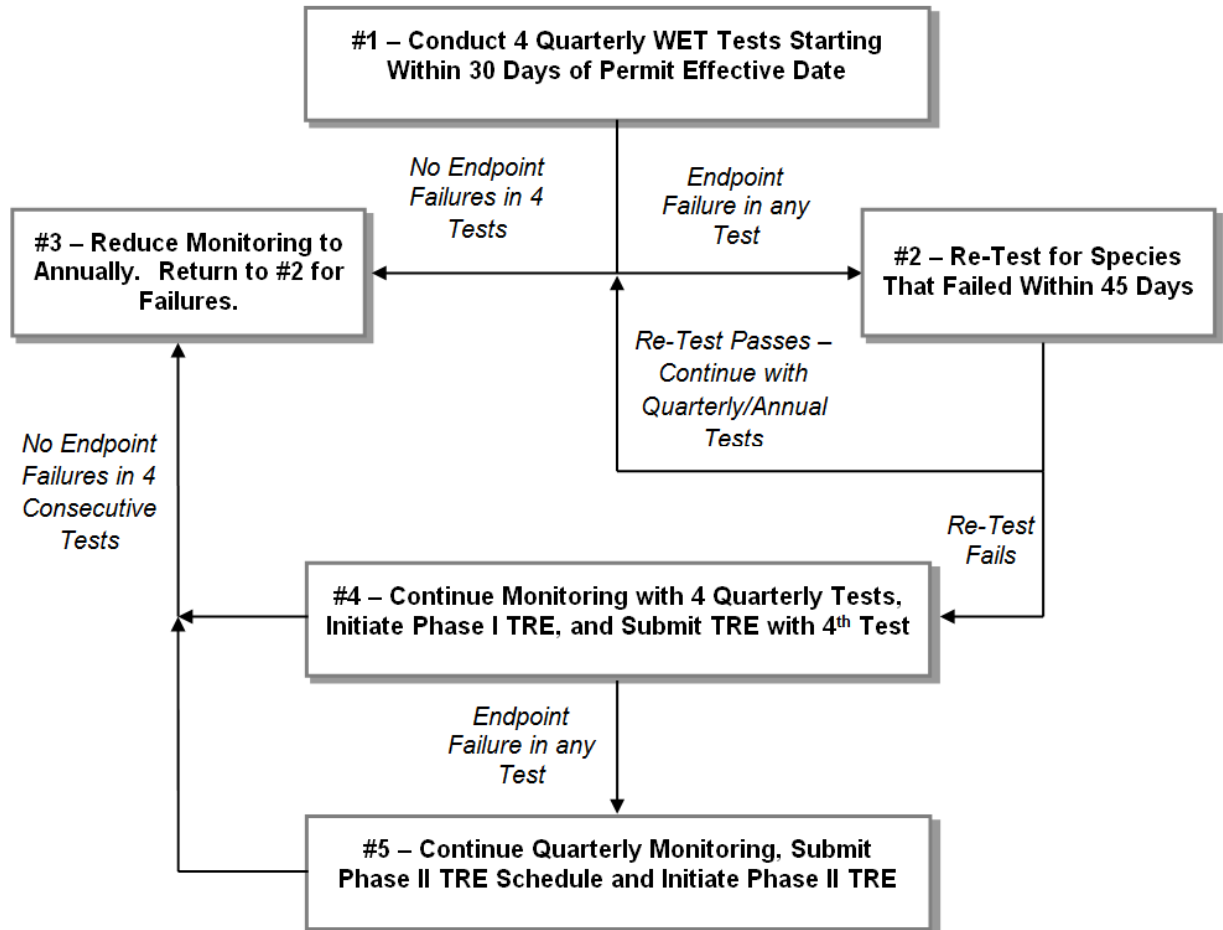 #1 – Conduct 4 Quarterly WET Tests Starting
Within 30 Days of Permit Effective Date
No Endpoint
Failures in 4
Tests
Endpoint
Failure in any
Test
#3 – Reduce Monitoring to
Annually.   Return to #2 for
Failures.
#2 – Re-Test for Species
That Failed Within 45 Days
Re-Test Passes –
Continue with
Quarterly/Annual
Tests
No Endpoint
Failures in 4
Consecutive
Tests
Re-Test
Fails
#4 – Continue Monitoring with 4 Quarterly Tests,
Initiate Phase I TRE, and Submit TRE with 4th Test
Endpoint
Failure in any
Test
#5 – Continue Quarterly Monitoring, Submit
Phase II TRE Schedule and Initiate Phase II TRE